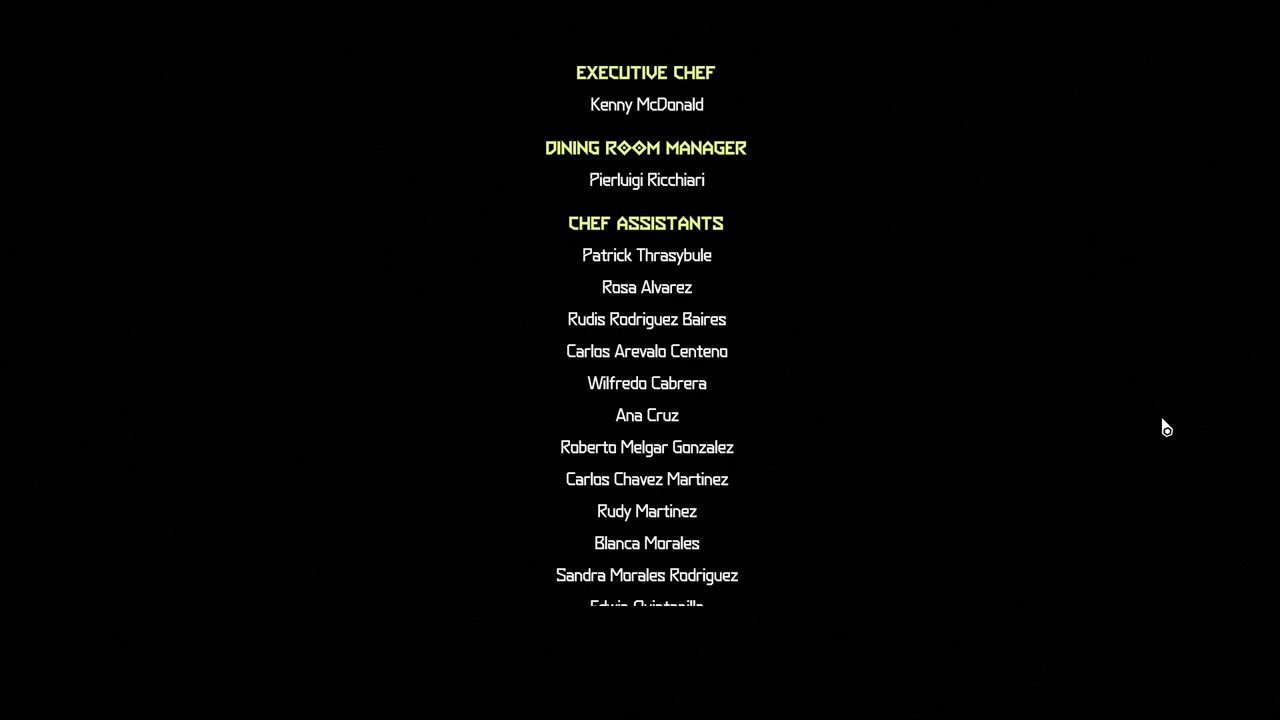 EXECUTIVE CHEF
Kenny McDonald
DINING ROOM MANAGER
Pierluigi Ricchiari
CHEF ASSISTANTS
Patrick Thrasybule
Rosa Alvarez
Rudis Rodriguez Baires
Carlos Arevalo Centeno
Wilfredo Cabrera
Ana Cruz
Roberto Melgar Gonzalez
Carlos Chavez Martinez
Rudy Martinez
Blanca Morales
Sandra Morales Rodriguez
Edwin Quintanilla